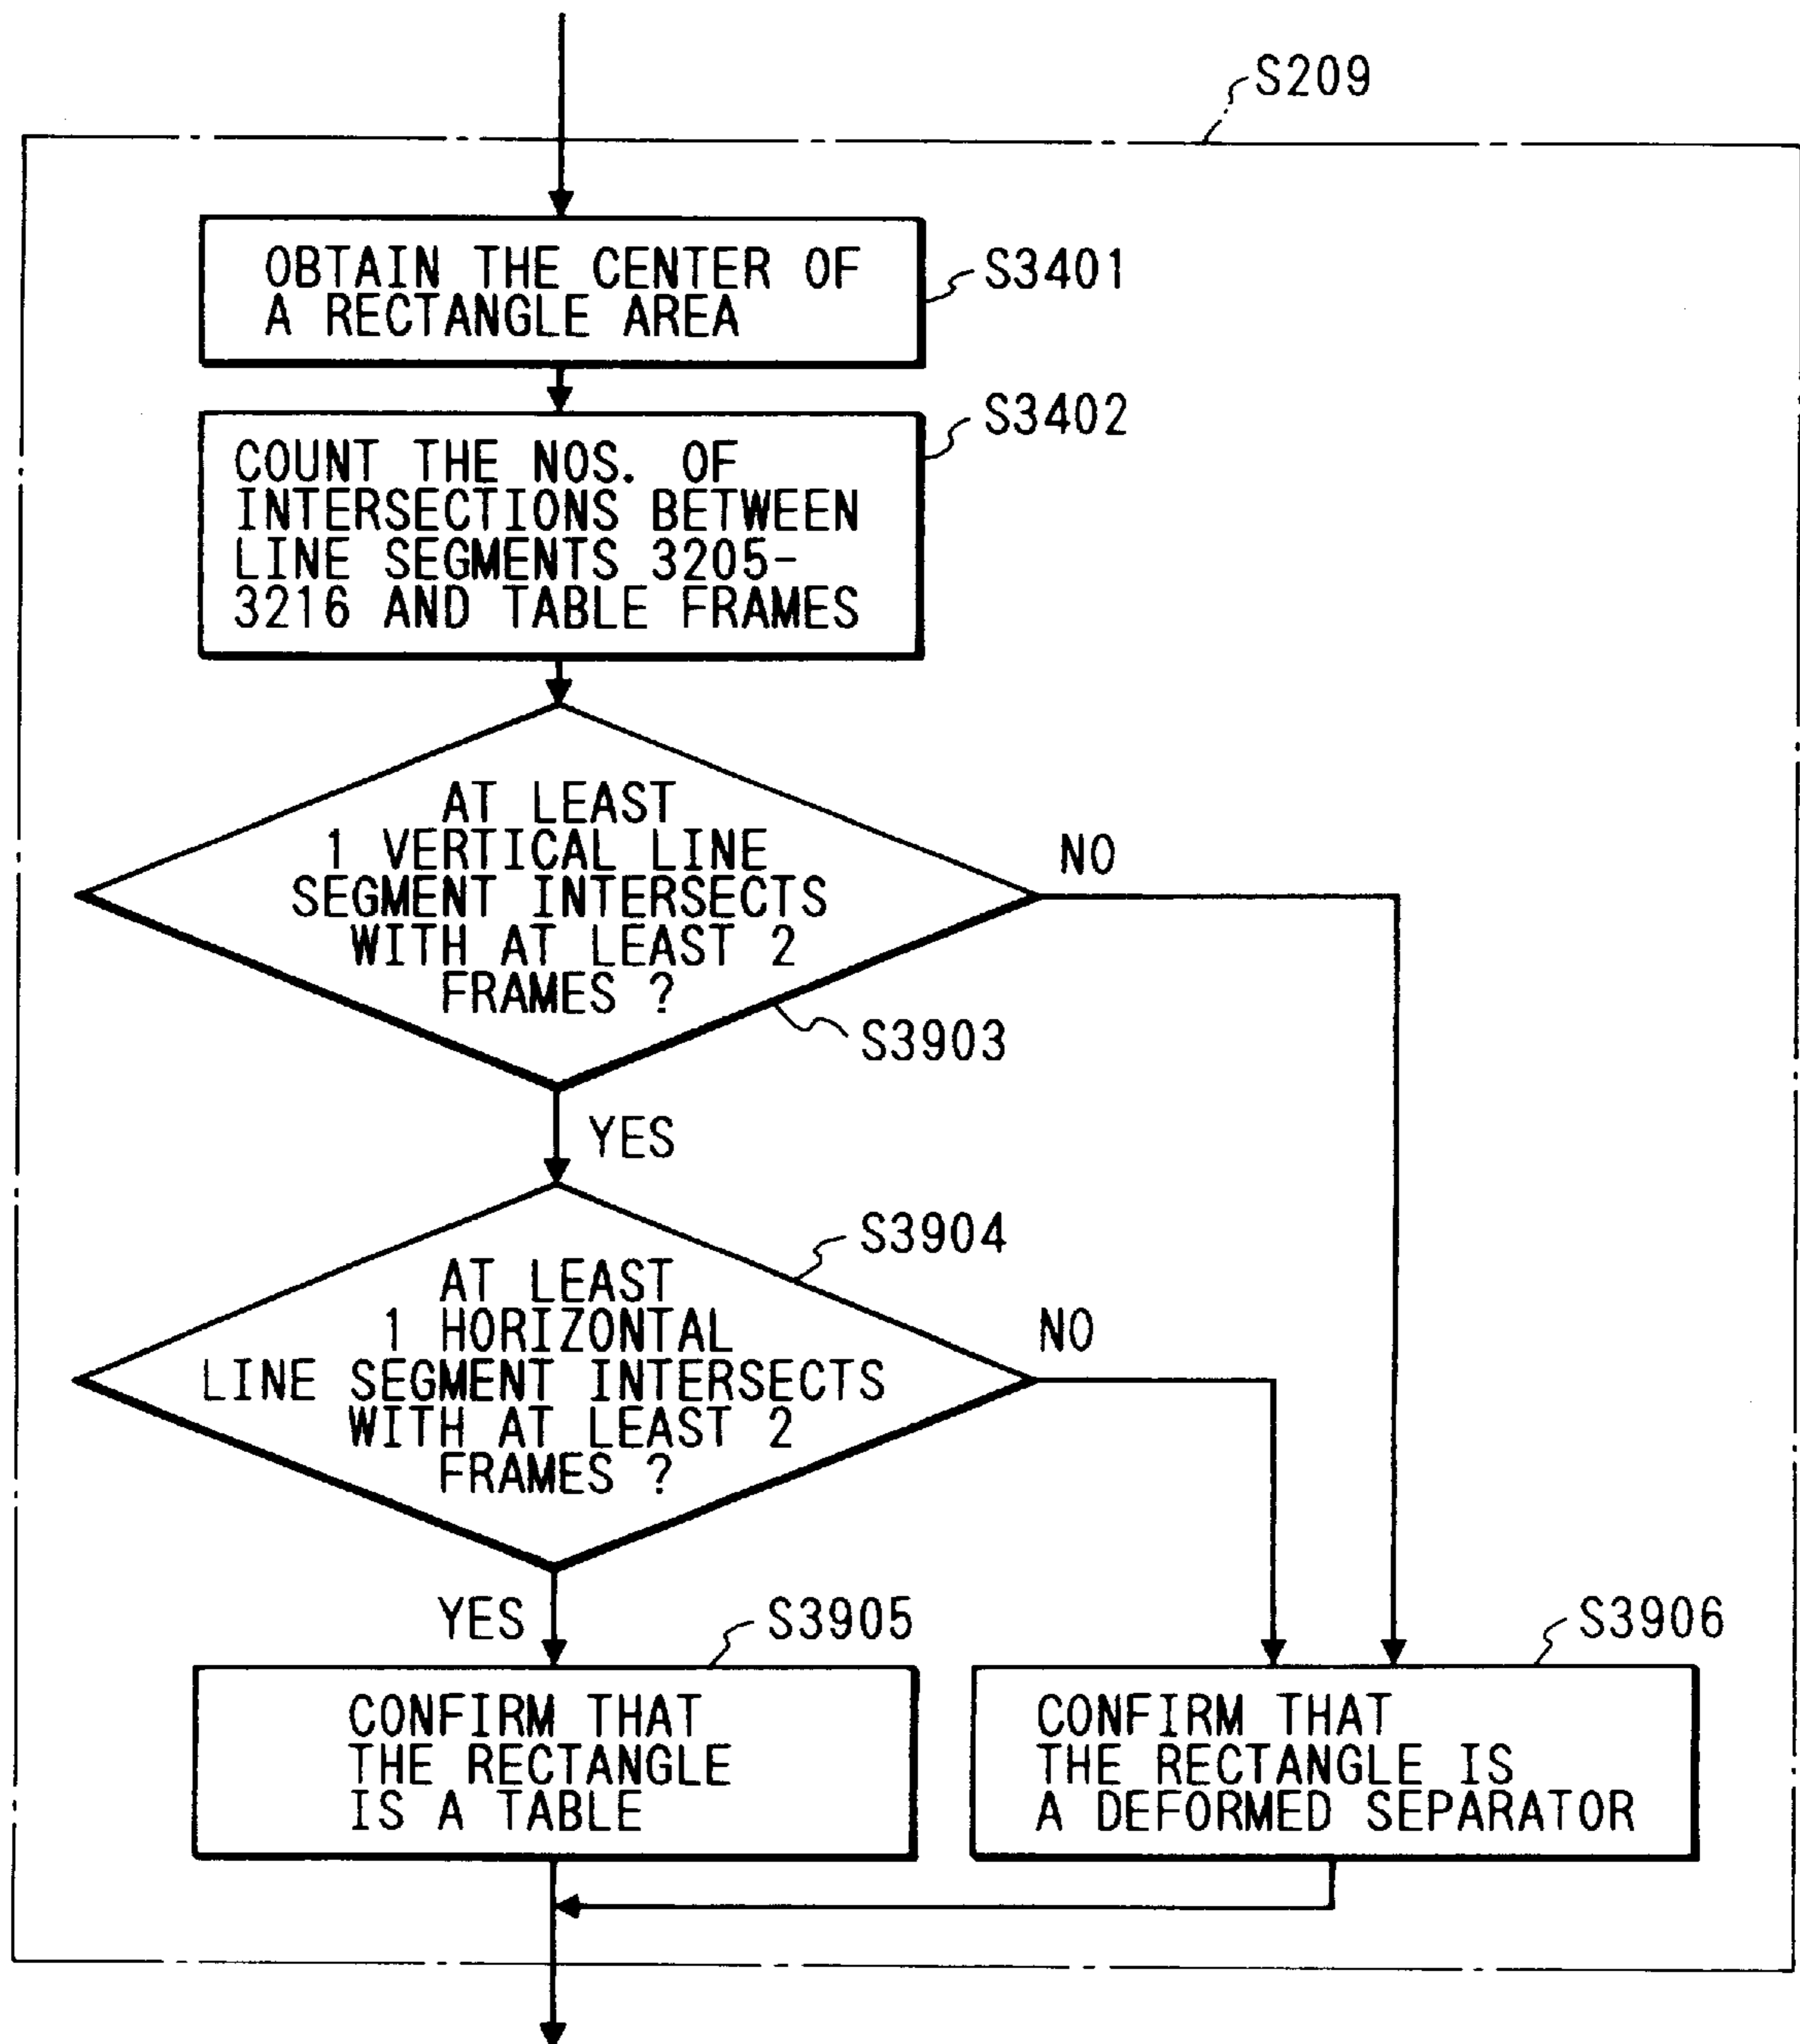 S209
OBTAIN THE CENTER OF
A RECTANGLE AREA
S3401
COUNT THE NOS. OF
INTERSECTIONS BETWEEN
LINE SEGMENTS 3205-
3216 AND TABLE FRAMES
S3402
AT LEAST
1 VERTICAL LINE
SEGMENT INTERSECTS
WITH AT LEAST 2
FRAMES ?
NO
S3903
YES
S3904
AT LEAST
1 HORIZONTAL
LINE SEGMENT INTERSECTS
WITH AT LEAST 2
FRAMES ?
NO
YES
S3905
CONFIRM THAT
THE RECTANGLE
IS A TABLE
S3906
CONFIRM THAT
THE RECTANGLE IS
A DEFORMED SEPARATOR